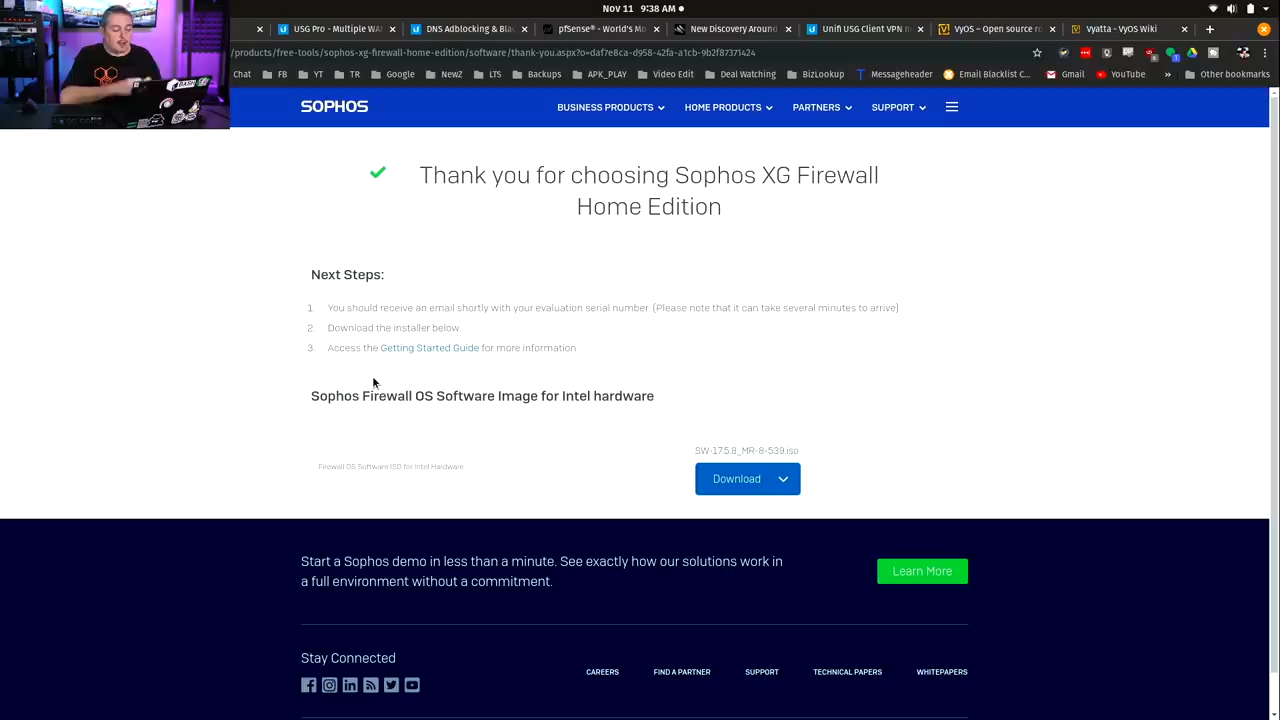 Nov 11 9:38 AM
USG Pro - Multiple WA
DNS Adblocking & Bla
pfSense® - World's Mo
New Discovery Around
Unifi USG Client VPN
VyOS – Open source r
Vyatta - VyOS Wiki
/products/free-tools/sophos-xg-firewall-home-edition/software/thankyou.aspx?o=daf7e8ca-6e58-42fa-a1cb-9b2f87371424
Chat FB YT TR Google NewZ LTS Backups APK_PLAY Video Edit Deal Watching BizLookup Messageheader Email Blacklist C... Gmail YouTube » Other bookmarks
SOPHOS BUSINESS PRODUCTS HOME PRODUCTS PARTNERS SUPPORT
Thank you for choosing Sophos XG Firewall
Home Edition
Next Steps:
1. You should receive an email shortly with your evaluation serial number. (Please note that it can take several minutes to arrive)
2. Download the installer below.
3. Access the Getting Started Guide for more information.
Sophos Firewall OS Software Image for Intel hardware
SW-17.5.8_MR-8-539.iso
Firewall OS Software ISO for Intel Hardware
Download
Start a Sophos demo in less than a minute. See exactly how our solutions work in
a full environment without a commitment.
Learn More
Stay Connected
CAREERS FIND A PARTNER SUPPORT TECHNICAL PAPERS WHITEPAPERS